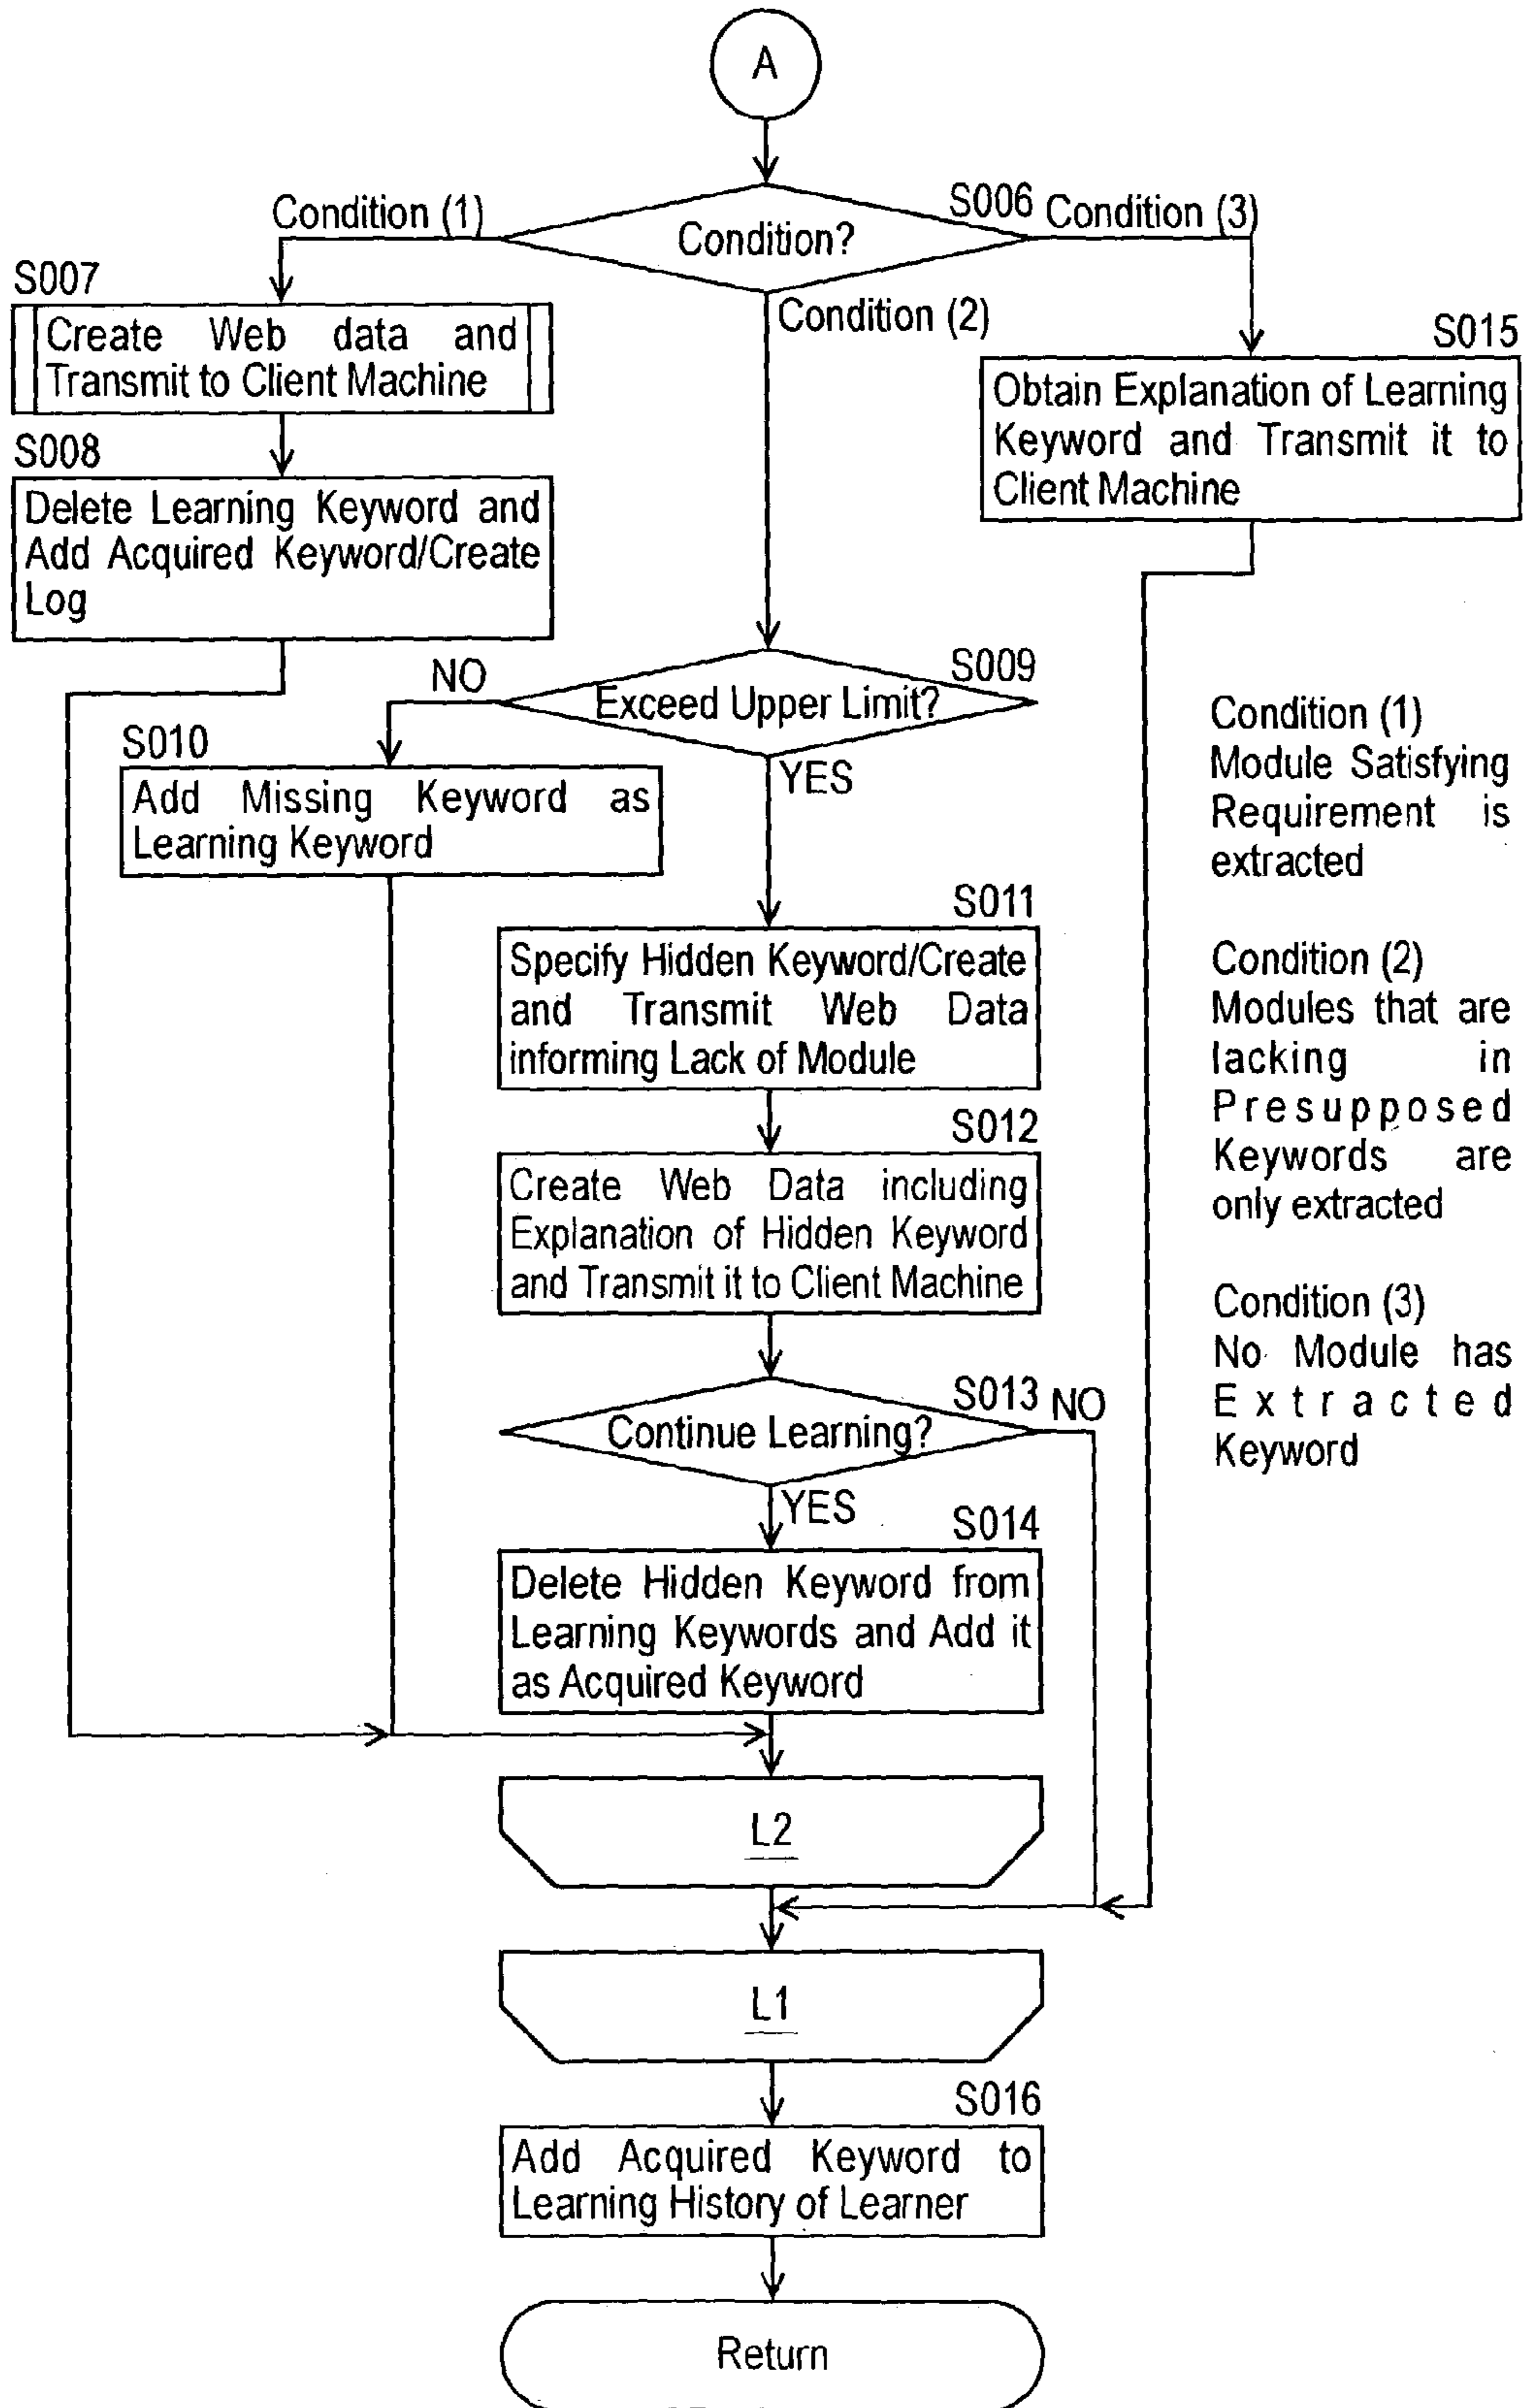 A
S006
Condition (1)
Condition?
Condition (3)
Condition (2)
S007
Create Web data and
Transmit to Client Machine
S015
Obtain Explanation of Learning
Keyword and Transmit it to
Client Machine
S008
Delete Learning Keyword and
Add Acquired Keyword/Create
Log
S009
NO
Exceed Upper Limit?
YES
S010
Add Missing Keyword as
Learning Keyword
S011
Specify Hidden Keyword/Create
and Transmit Web Data
informing Lack of Module
S012
Create Web Data including
Explanation of Hidden Keyword
and Transmit it to Client Machine
S013
NO
Continue Learning?
YES
S014
Delete Hidden Keyword from
Learning Keywords and Add it
as Acquired Keyword
L2
L1
S016
Add Acquired Keyword to
Learning History of Learner
Return
Condition (1)
Module Satisfying
Requirement is
extracted
Condition (2)
Modules that are
lacking in
Presupposed
Keywords are
only extracted
Condition (3)
No Module has
Extracted
Keyword